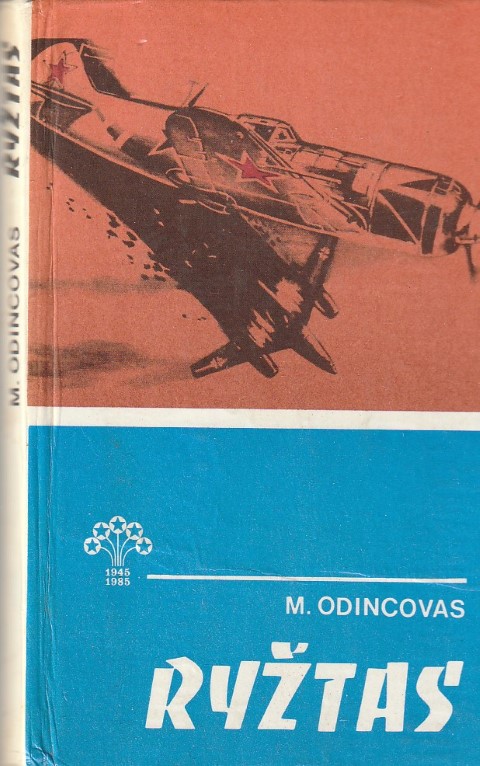 M. ODINCOVAS RYŽTAS
1945
1985
M. ODINCOVAS
RYŽTAS